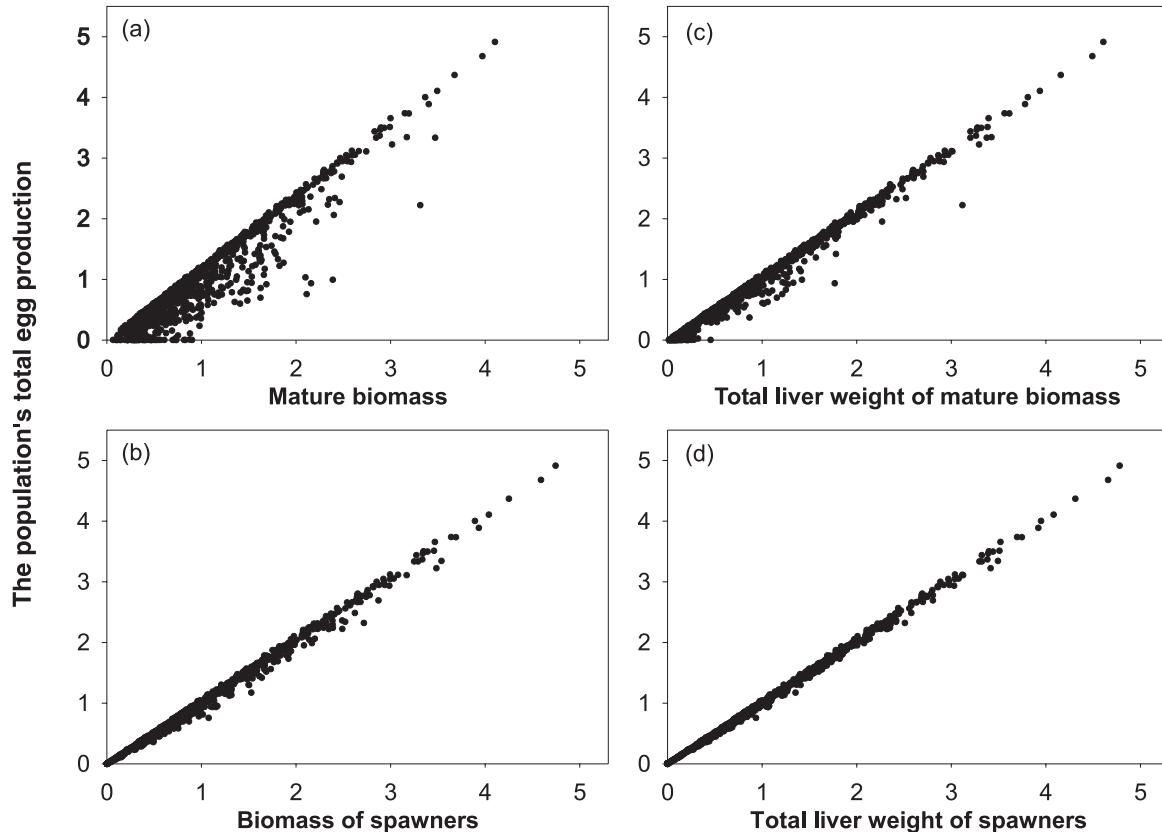 The population's total egg production
(a)
5
4
3
2
1
0
0 1 2 3 4 5
Mature biomass
(c)
5
4
3
2
1
0
0 1 2 3 4 5
Total liver weight of mature biomass
(b)
5
4
3
2
1
0
0 1 2 3 4 5
Biomass of spawners
(d)
5
4
3
2
1
0
0 1 2 3 4 5
Total liver weight of spawners